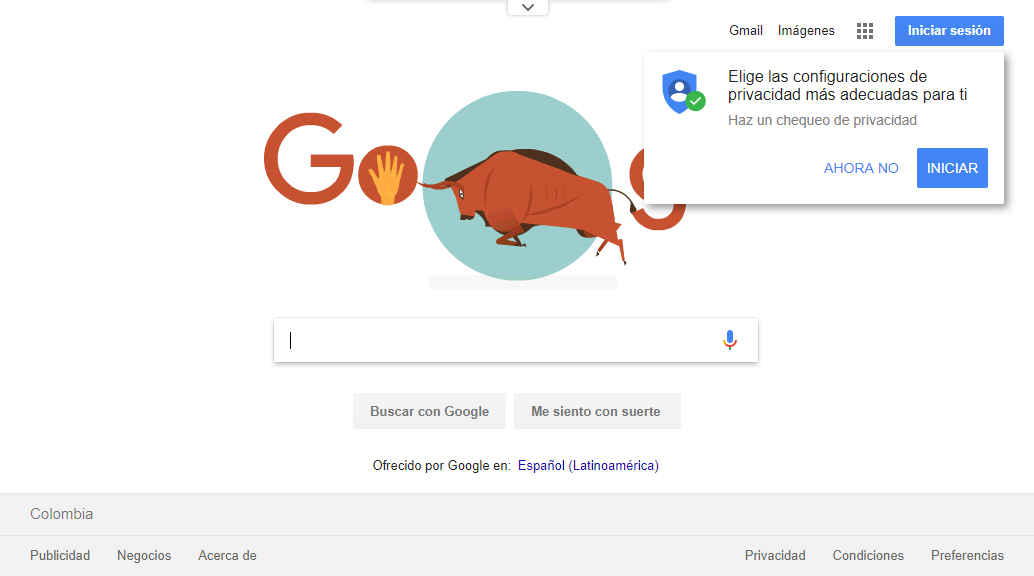 Gmail Imágenes Iniciar sesión
Elige las configuraciones de
privacidad más adecuadas para ti
Haz un chequeo de privacidad
AHORA NO INICIAR
Go
Buscar con Google Me siento con suerte
Ofrecido por Google en: Español (Latinoamérica)
Colombia
Publicidad Negocios Acerca de Privacidad Condiciones Preferencias